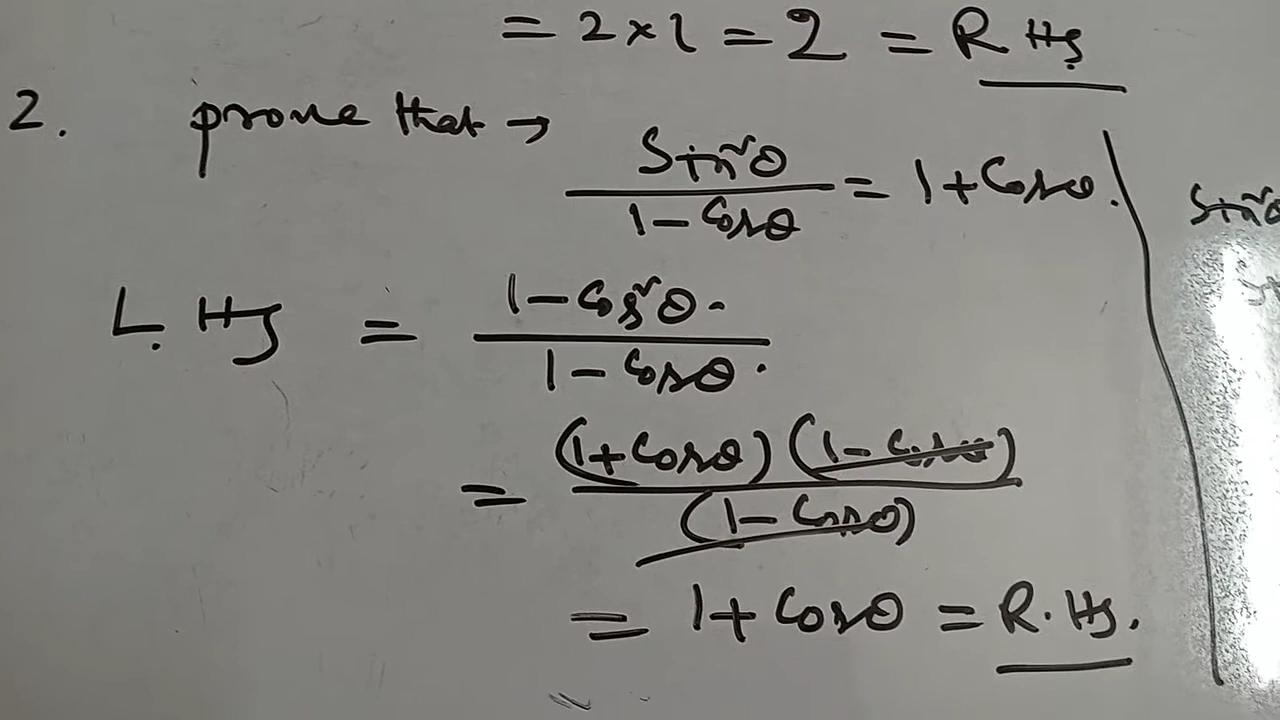 = 2 × 1 = 2 = R Hs
2. prove that → sin²θ / 1 - cosθ = 1 + cosθ.
sin²θ
L. Hs = 1 - cos²θ. / 1 - cosθ.
= (1 + cosθ) (1 - cosθ) / (1 - cosθ)
= 1 + cosθ = R. Hs.